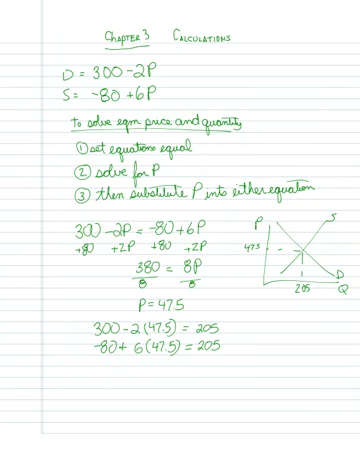 CHAPTER 3 CALCULATIONS
D = 300 - 2P
S = -80 + 6P
To solve eqm price and quantity
① set equations equal
② solve for P
③ then substitute P into either equation
300 - 2P = -80 + 6P
+80 +2P +80 +2P
380 = 8P
8 8
P = 47.5
300 - 2(47.5) = 205
-80 + 6(47.5) = 205
P S
47.5
D
205 Q